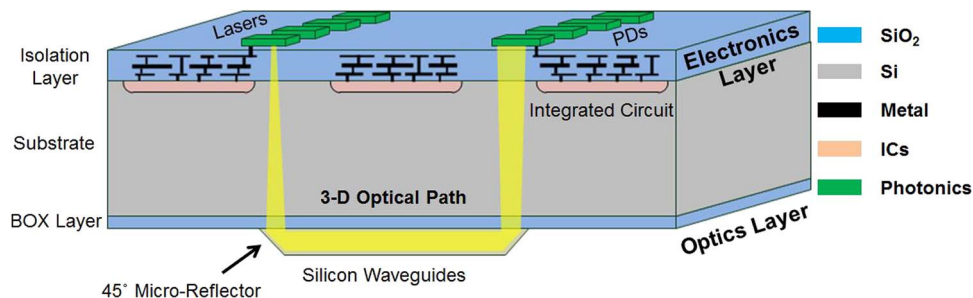 Lasers
PDs
Isolation
Layer
Electronics
Layer
Integrated Circuit
Substrate
3-D Optical Path
BOX Layer
Optics Layer
Silicon Waveguides
45° Micro-Reflector
SiO2
Si
Metal
ICs
Photonics